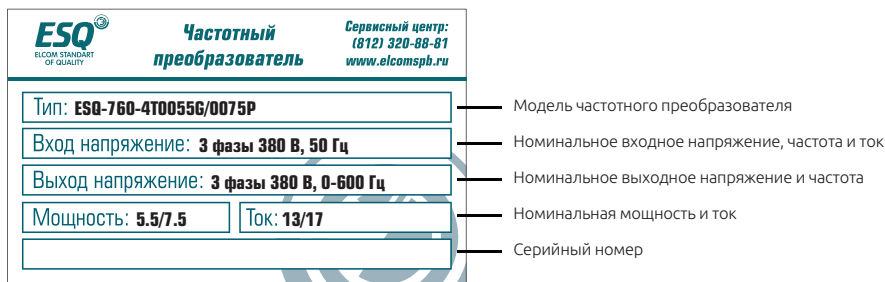 ESQ
ELCOM STANDART
OF QUALITY
Частотный
преобразователь
Сервисный центр:
(812) 320-88-81
www.elcomspb.ru
Тип: ESQ-760-4T0055G/0075P
Модель частотного преобразователя
Вход напряжение: 3 фазы 380 В, 50 Гц
Номинальное входное напряжение, частота и ток
Выход напряжение: 3 фазы 380 В, 0-600 Гц
Номинальное выходное напряжение и частота
Мощность: 5.5/7.5
Ток: 13/17
Номинальная мощность и ток
Серийный номер